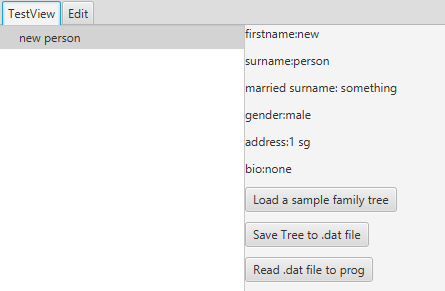 TestView Edit
new person
firstname:new
surname:person
married surname: something
gender:male
address:1 sg
bio:none
Load a sample family tree
Save Tree to .dat file
Read .dat file to prog